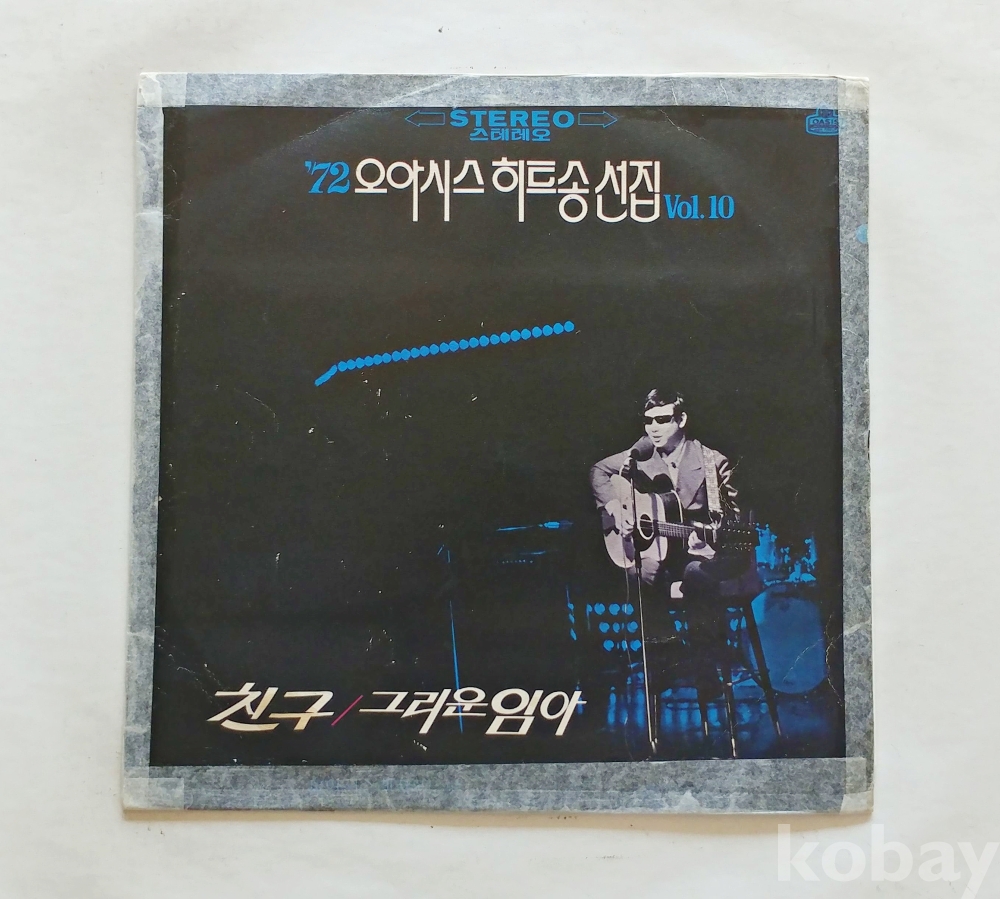 STEREO
스테레오
OASIS
'72 오아시스 히트송 선집 Vol. 10
친구 / 그리운 임아
kobay